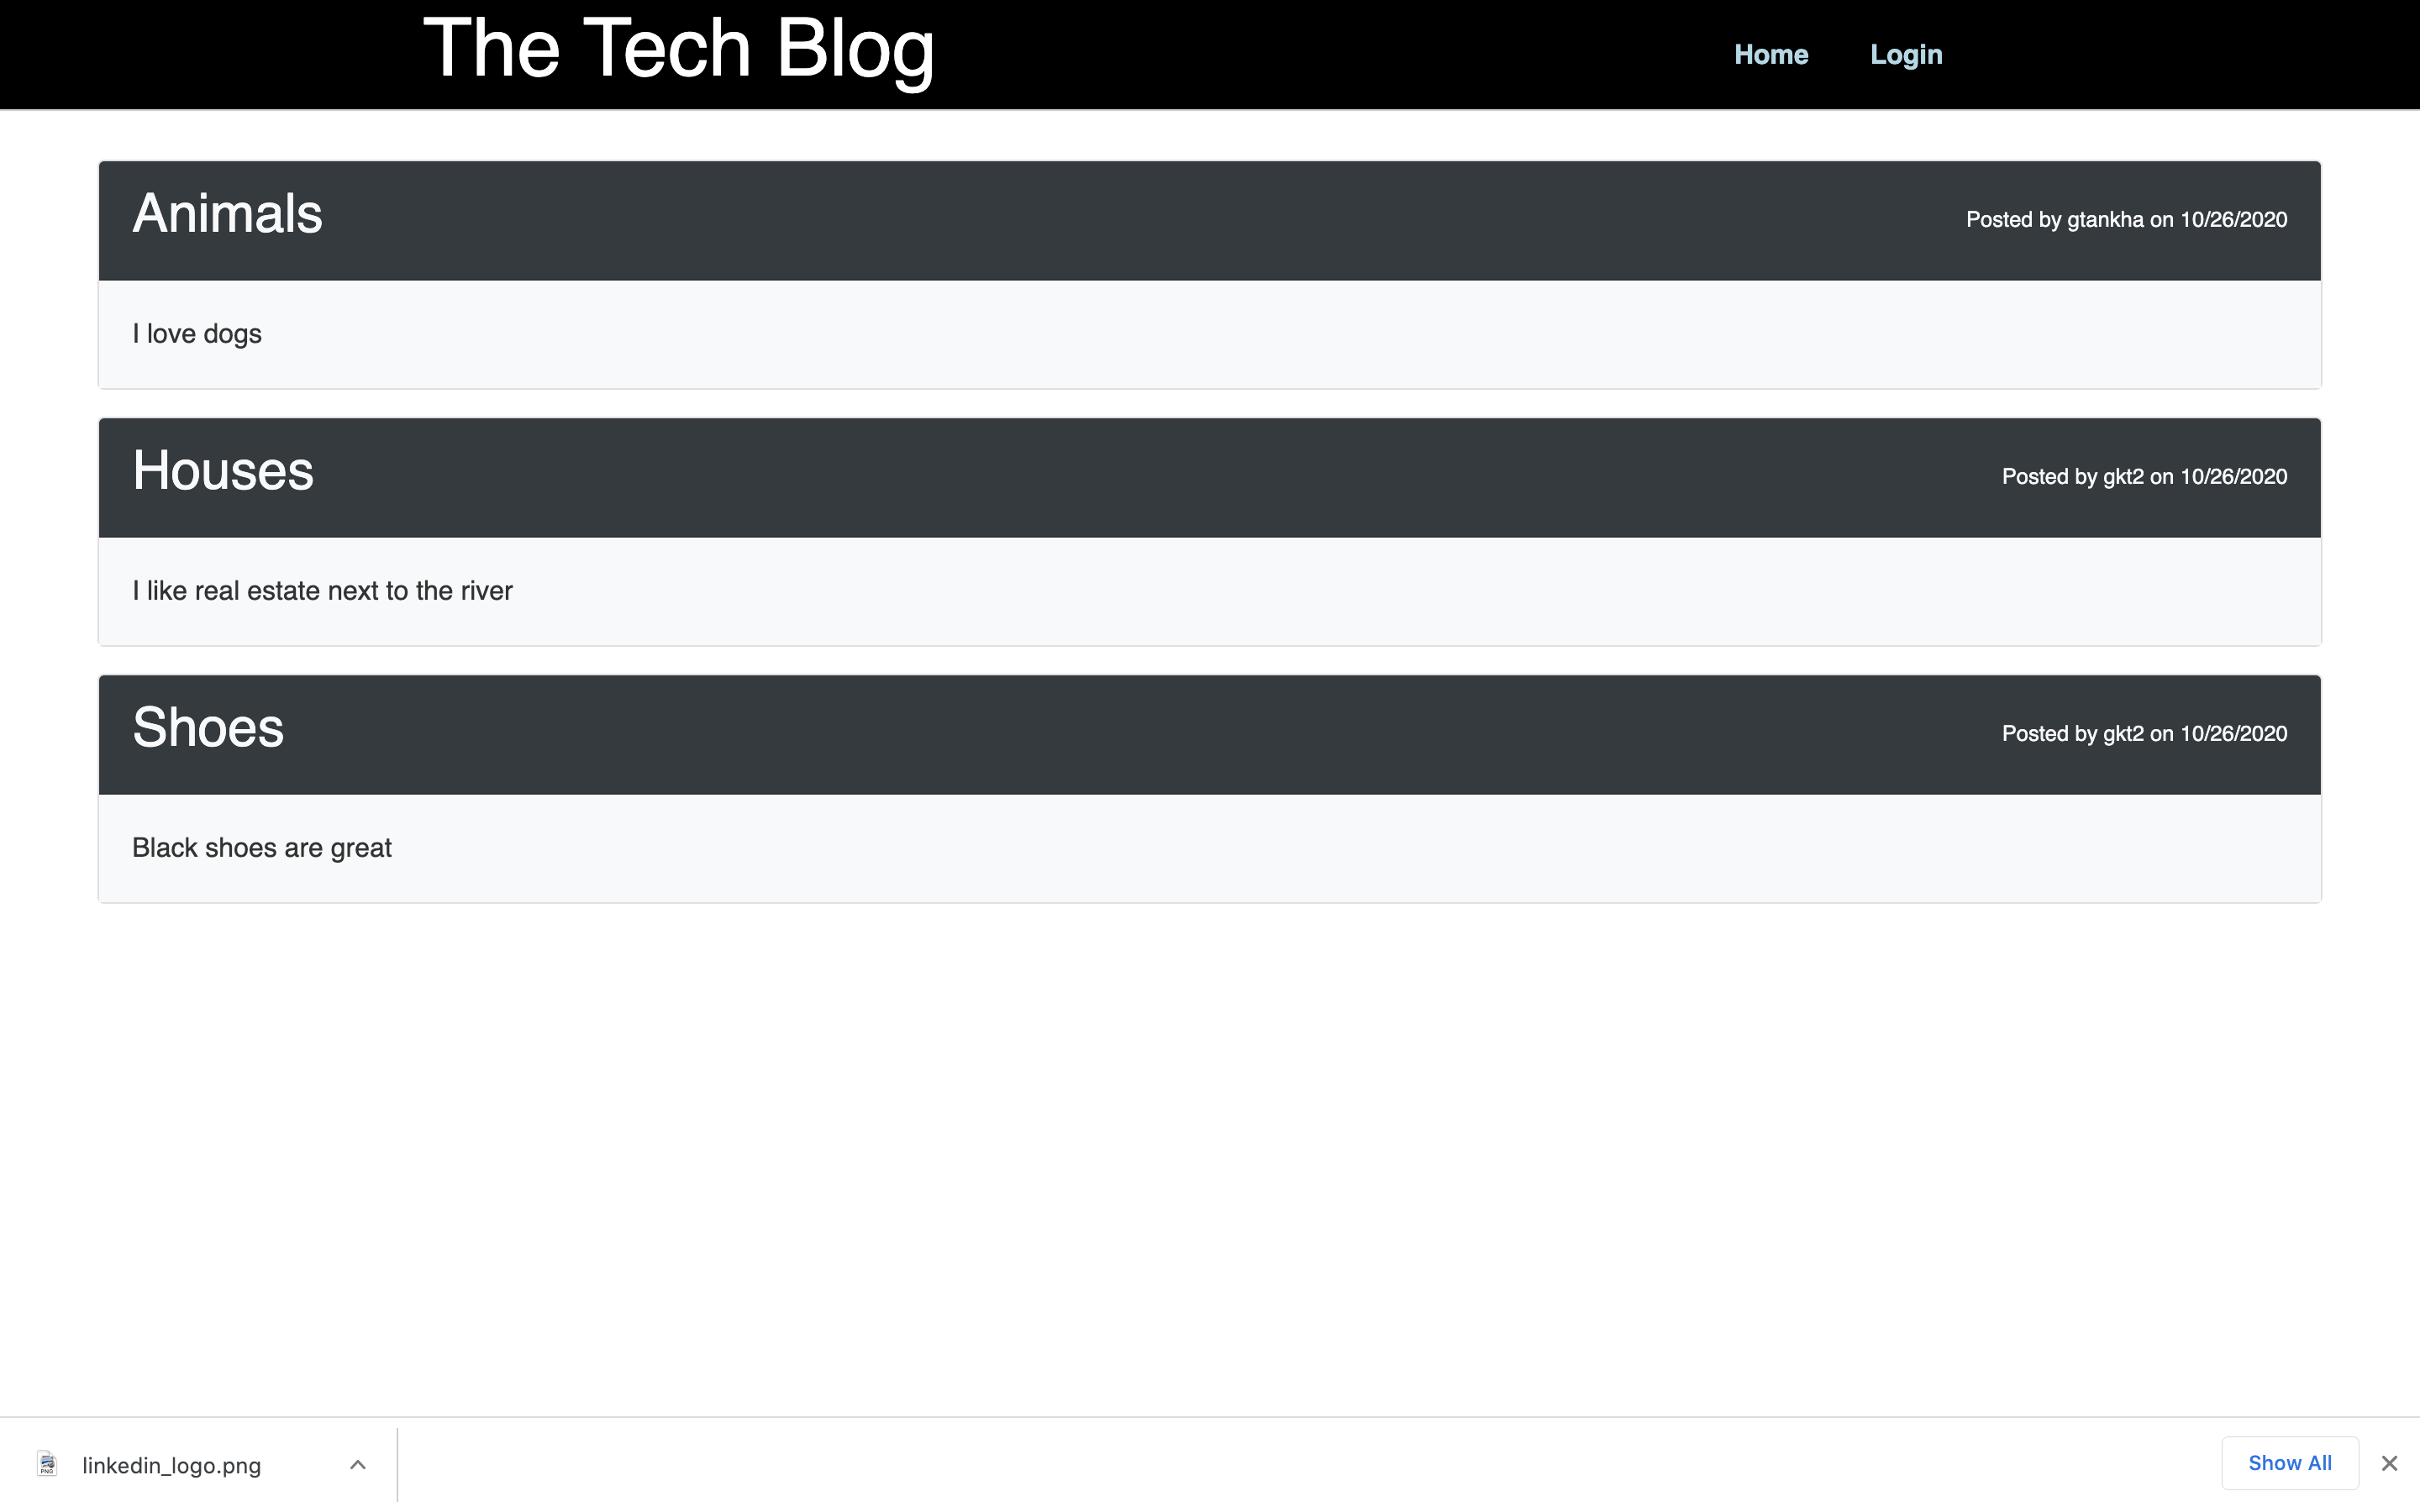 The Tech Blog
Home
Login
Animals
Posted by gtankha on 10/26/2020
I love dogs
Houses
Posted by gkt2 on 10/26/2020
I like real estate next to the river
Shoes
Posted by gkt2 on 10/26/2020
Black shoes are great
PNG
linkedin_logo.png
Show All